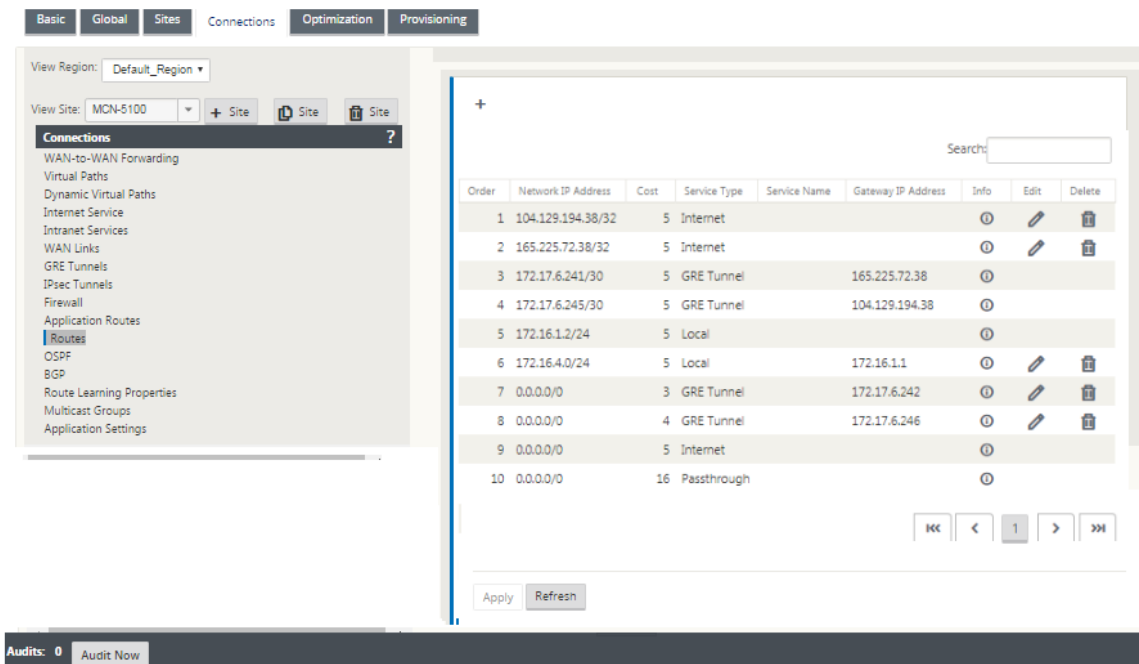 Basic Global Sites Connections Optimization Provisioning
View Region: Default_Region
View Site: MCN-5100 + Site Site Site
Connections ?
WAN-to-WAN Forwarding
Virtual Paths
Dynamic Virtual Paths
Internet Service
Intranet Services
WAN Links
GRE Tunnels
IPsec Tunnels
Firewall
Application Routes
Routes
OSPF
BGP
Route Learning Properties
Multicast Groups
Application Settings
+
Search:
Order Network IP Address Cost Service Type Service Name Gateway IP Address Info Edit Delete
1 104.129.194.38/32 5 Internet
2 165.225.72.38/32 5 Internet
3 172.17.6.241/30 5 GRE Tunnel 165.225.72.38
4 172.17.6.245/30 5 GRE Tunnel 104.129.194.38
5 172.16.1.2/24 5 Local
6 172.16.4.0/24 5 Local 172.16.1.1
7 0.0.0.0/0 3 GRE Tunnel 172.17.6.242
8 0.0.0.0/0 4 GRE Tunnel 172.17.6.246
9 0.0.0.0/0 5 Internet
10 0.0.0.0/0 16 Passthrough
1
Apply Refresh
Audits: 0 Audit Now